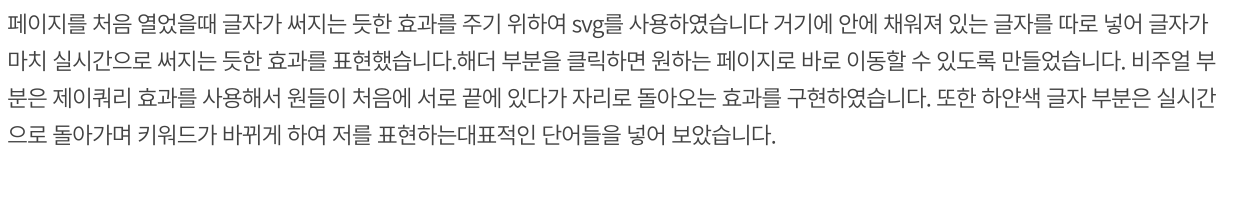 페이지를 처음 열었을때 글자가 써지는 듯한 효과를 주기 위하여 svg를 사용하였습니다 거기에 안에 채워져 있는 글자를 따로 넣어 글자가
마치 실시간으로 써지는 듯한 효과를 표현했습니다.해더 부분을 클릭하면 원하는 페이지로 바로 이동할 수 있도록 만들었습니다. 비주얼 부
분은 제이쿼리 효과를 사용해서 원들이 처음에 서로 끝에 있다가 자리로 돌아오는 효과를 구현하였습니다. 또한 하얀색 글자 부분은 실시간
으로 돌아가며 키워드가 바뀌게 하여 저를 표현하는대표적인 단어들을 넣어 보았습니다.